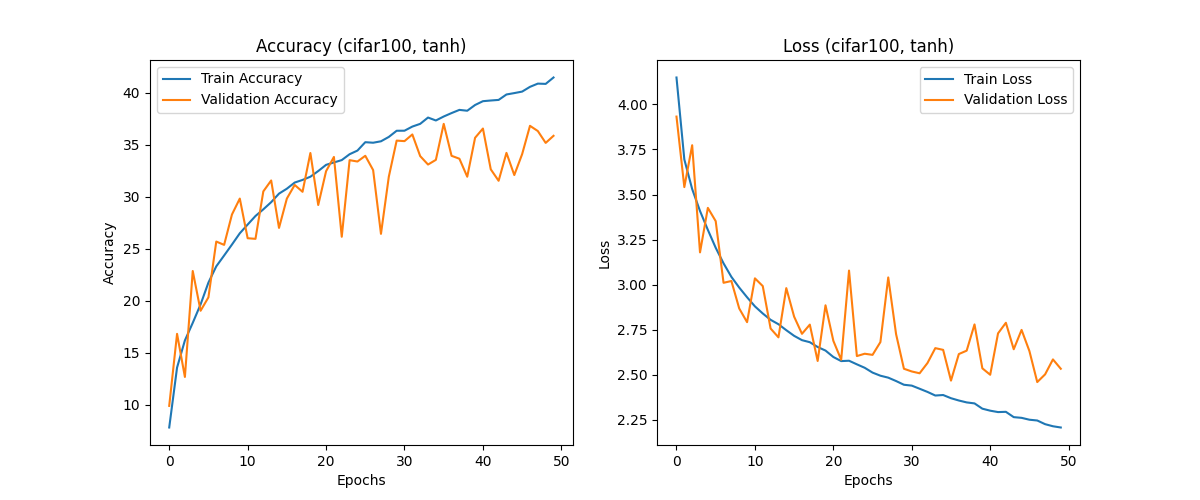 Accuracy (cifar100, tanh)
Train Accuracy
Validation Accuracy
40
35
30
25
20
15
10
Accuracy
0 10 20 30 40 50
Epochs
Loss (cifar100, tanh)
Train Loss
Validation Loss
4.00
3.75
3.50
3.25
3.00
2.75
2.50
2.25
Loss
0 10 20 30 40 50
Epochs